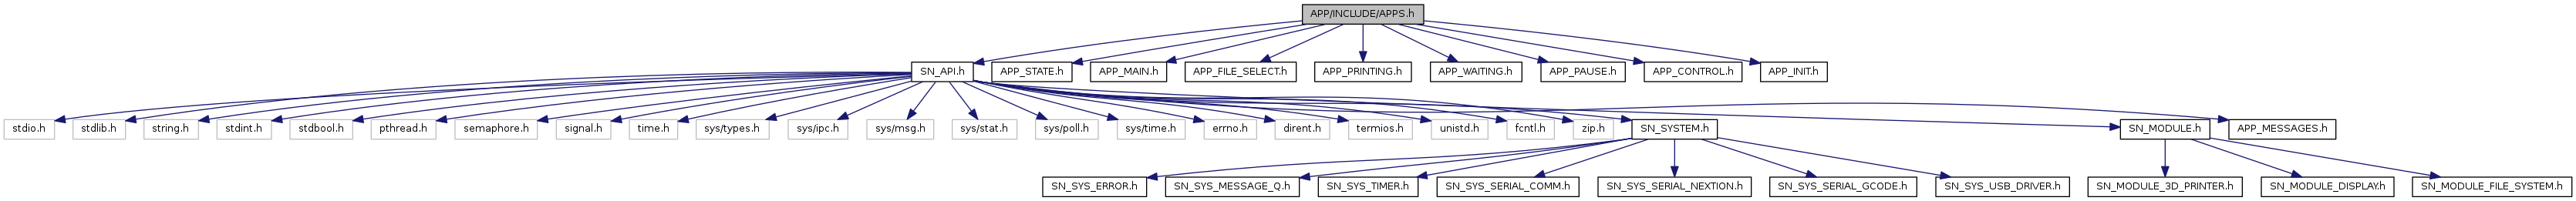 APP/INCLUDE/APPS.h
SN_API.h APP_STATE.h APP_MAIN.h APP_FILE_SELECT.h APP_PRINTING.h APP_WAITING.h APP_PAUSE.h APP_CONTROL.h APP_INIT.h
stdio.h stdlib.h string.h stdint.h stdbool.h pthread.h semaphore.h signal.h time.h sys/types.h sys/ipc.h sys/msg.h sys/stat.h sys/poll.h sys/time.h errno.h dirent.h termios.h unistd.h fcntl.h zip.h SN_SYSTEM.h SN_MODULE.h APP_MESSAGES.h
SN_SYS_ERROR.h SN_SYS_MESSAGE_Q.h SN_SYS_TIMER.h SN_SYS_SERIAL_COMM.h SN_SYS_SERIAL_NEXTION.h SN_SYS_SERIAL_GCODE.h SN_SYS_USB_DRIVER.h SN_MODULE_3D_PRINTER.h SN_MODULE_DISPLAY.h SN_MODULE_FILE_SYSTEM.h